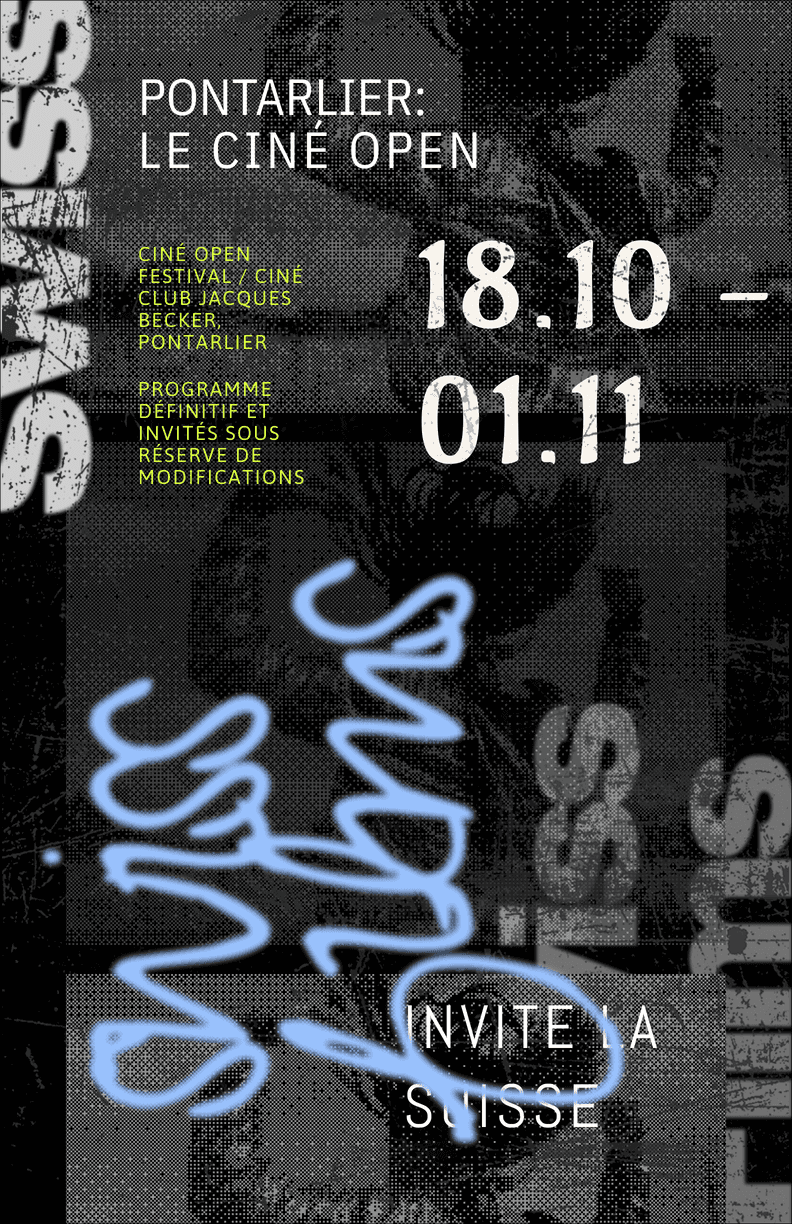 SWISS
PONTARLIER:
LE CINÉ OPEN
CINÉ OPEN
FESTIVAL / CINÉ
CLUB JACQUES
BECKER,
PONTARLIER
PROGRAMME
DÉFINITIF ET
INVITÉS SOUS
RÉSERVE DE
MODIFICATIONS
18.10 –
01.11
swiss
films
INVITE LA
SUISSE